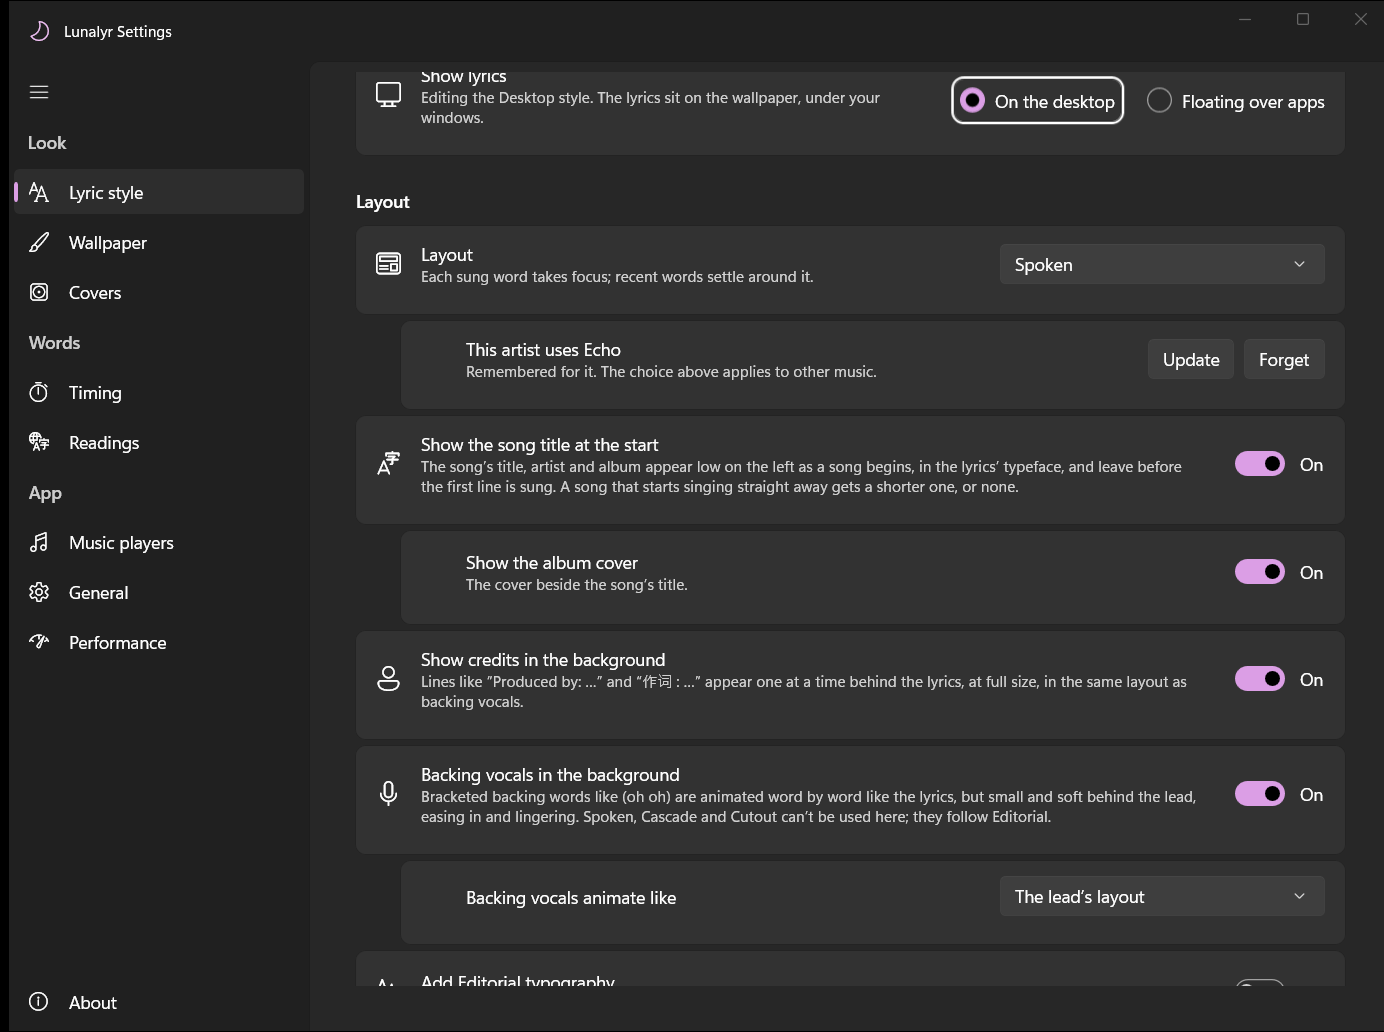 Lunalyr Settings
Look
Lyric style
Wallpaper
Covers
Words
Timing
Readings
App
Music players
General
Performance
About
Show lyrics
Editing the Desktop style. The lyrics sit on the wallpaper, under your
windows.
On the desktop
Floating over apps
Layout
Layout
Each sung word takes focus; recent words settle around it.
Spoken
This artist uses Echo
Remembered for it. The choice above applies to other music.
Update
Forget
Show the song title at the start
The song’s title, artist and album appear low on the left as a song begins, in the lyrics’ typeface, and leave before
the first line is sung. A song that starts singing straight away gets a shorter one, or none.
On
Show the album cover
The cover beside the song’s title.
On
Show credits in the background
Lines like “Produced by: …” and “作词 : …” appear one at a time behind the lyrics, at full size, in the same layout as
backing vocals.
On
Backing vocals in the background
Bracketed backing words like (oh oh) are animated word by word like the lyrics, but small and soft behind the lead,
easing in and lingering. Spoken, Cascade and Cutout can’t be used here; they follow Editorial.
On
Backing vocals animate like
The lead’s layout
Add Editorial typography